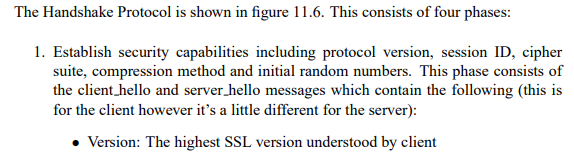 The Handshake Protocol is shown in figure 11.6. This consists of four phases:
1. Establish security capabilities including protocol version, session ID, cipher
suite, compression method and initial random numbers. This phase consists of
the client_hello and server_hello messages which contain the following (this is
for the client however it's a little different for the server):
• Version: The highest SSL version understood by client